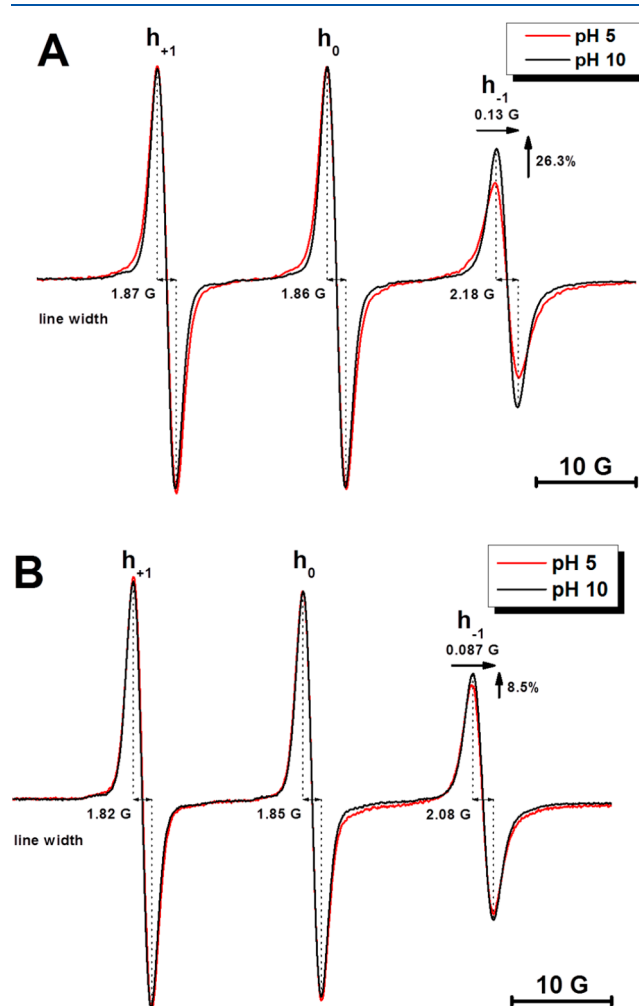 A
h+1
h0
pH 5
pH 10
h-1
0.13 G
26.3%
1.87 G
1.86 G
2.18 G
line width
10 G
B
h+1
h0
pH 5
pH 10
h-1
0.087 G
8.5%
1.82 G
1.85 G
2.08 G
line width
10 G